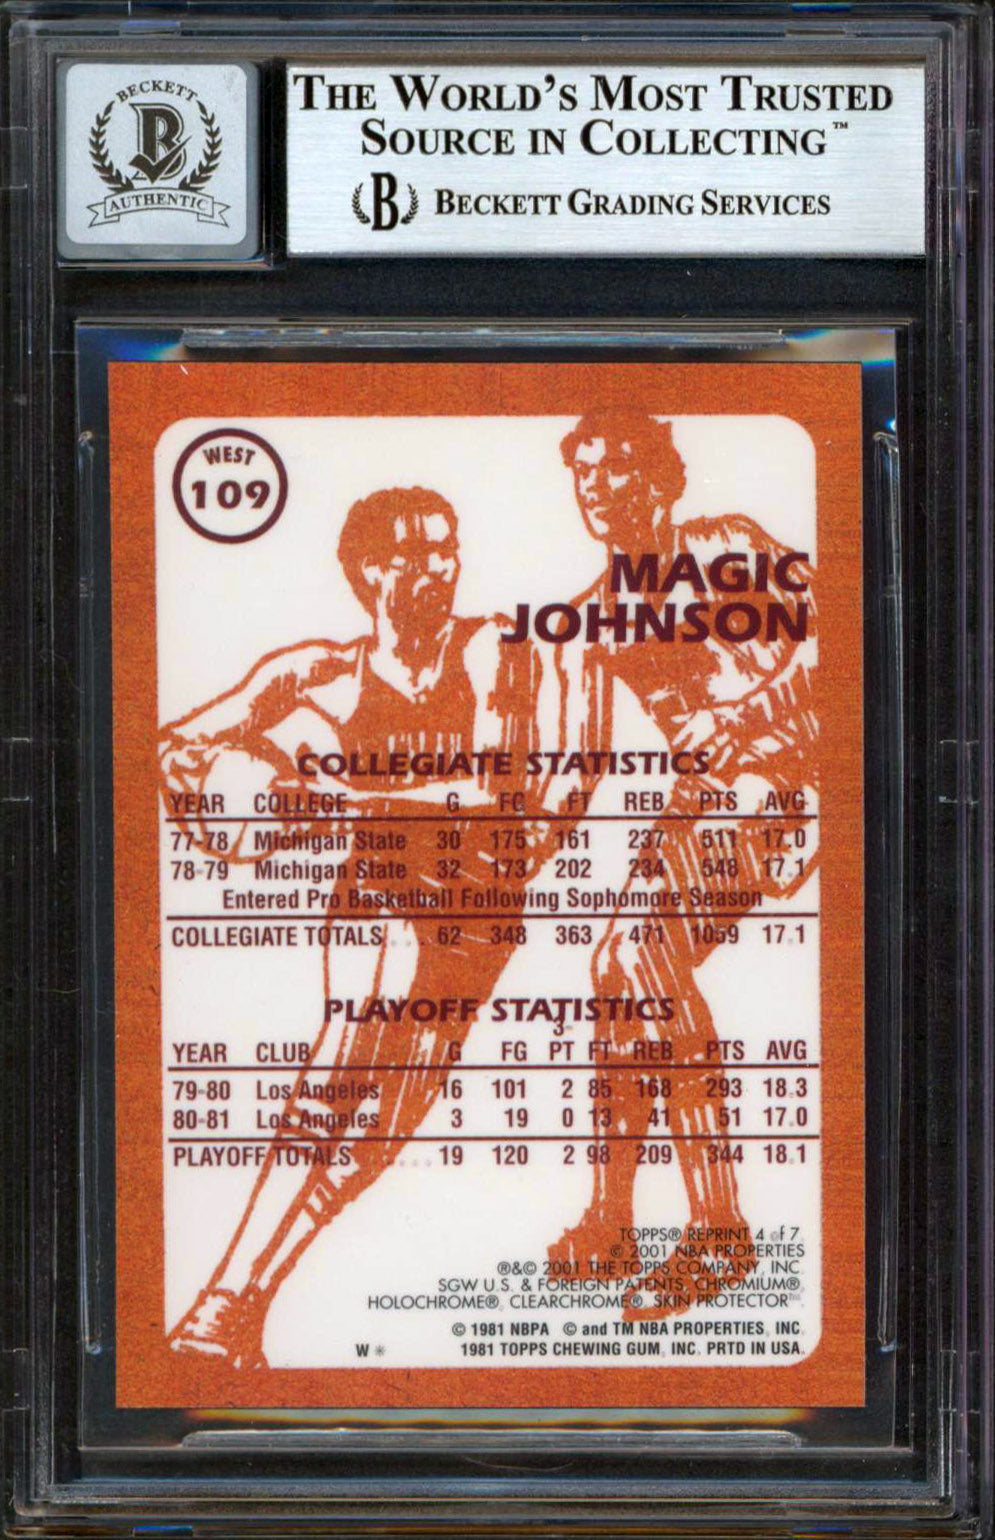 BECKETT
B
AUTHENTIC
THE WORLD'S MOST TRUSTED
SOURCE IN COLLECTING™
B BECKETT GRADING SERVICES
WEST
109
MAGIC
JOHNSON
COLLEGIATE STATISTICS
YEAR COLLEGE G FG FT REB PTS AVG
77-78 Michigan State 30 175 161 237 511 17.0
78-79 Michigan State 32 173 202 234 548 17.1
Entered Pro Basketball Following Sophomore Season
COLLEGIATE TOTALS.... 62 348 363 471 1059 17.1
PLAYOFF STATISTICS
3-
YEAR CLUB G FG PT FT REB PTS AVG
79-80 Los Angeles 16 101 2 85 168 293 18.3
80-81 Los Angeles 3 19 0 13 41 51 17.0
PLAYOFF TOTALS ..... 19 120 2 98 209 344 18.1
TOPPS® REPRINT 4 of 7
© 2001 NBA PROPERTIES
®&© 2001 THE TOPPS COMPANY, INC.
SGW U.S. & FOREIGN PATENTS, CHROMIUM®,
HOLOCHROME®, CLEARCHROME®, SKIN PROTECTOR™
© 1981 NBPA © and TM NBA PROPERTIES, INC.
W* 1981 TOPPS CHEWING GUM, INC. PRTD IN USA.